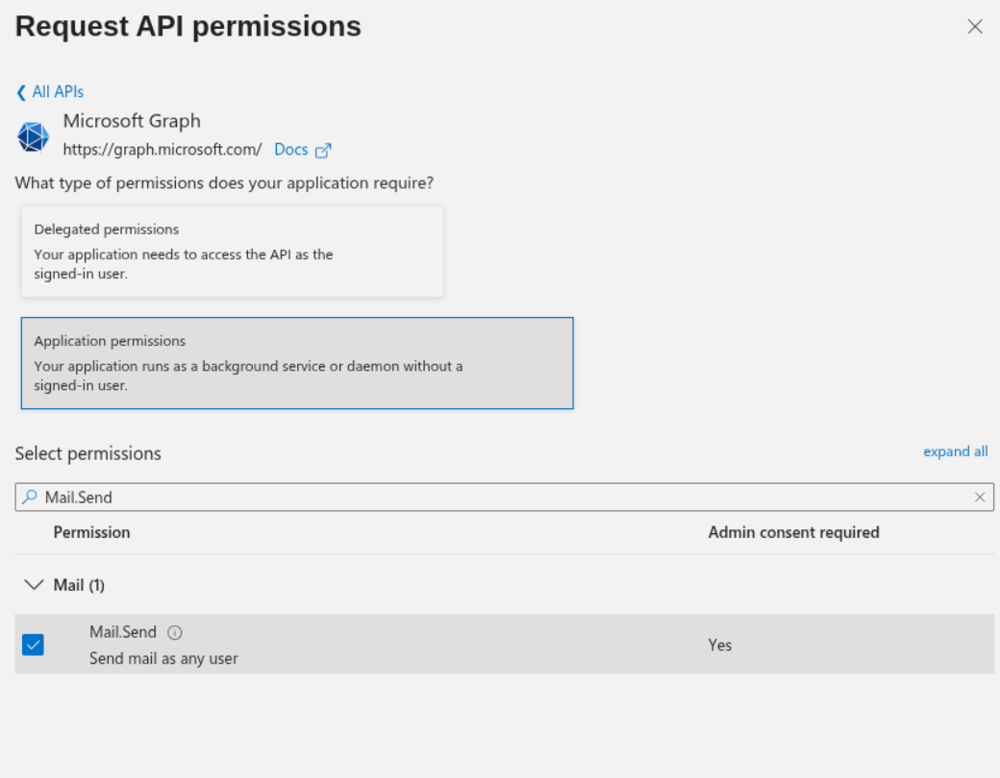 Request API permissions
All APIs
Microsoft Graph
https://graph.microsoft.com/ Docs
What type of permissions does your application require?
Delegated permissions
Your application needs to access the API as the
signed-in user.
Application permissions
Your application runs as a background service or daemon without a
signed-in user.
Select permissions
expand all
Mail.Send
Permission
Admin consent required
Mail (1)
Mail.Send
Send mail as any user
Yes